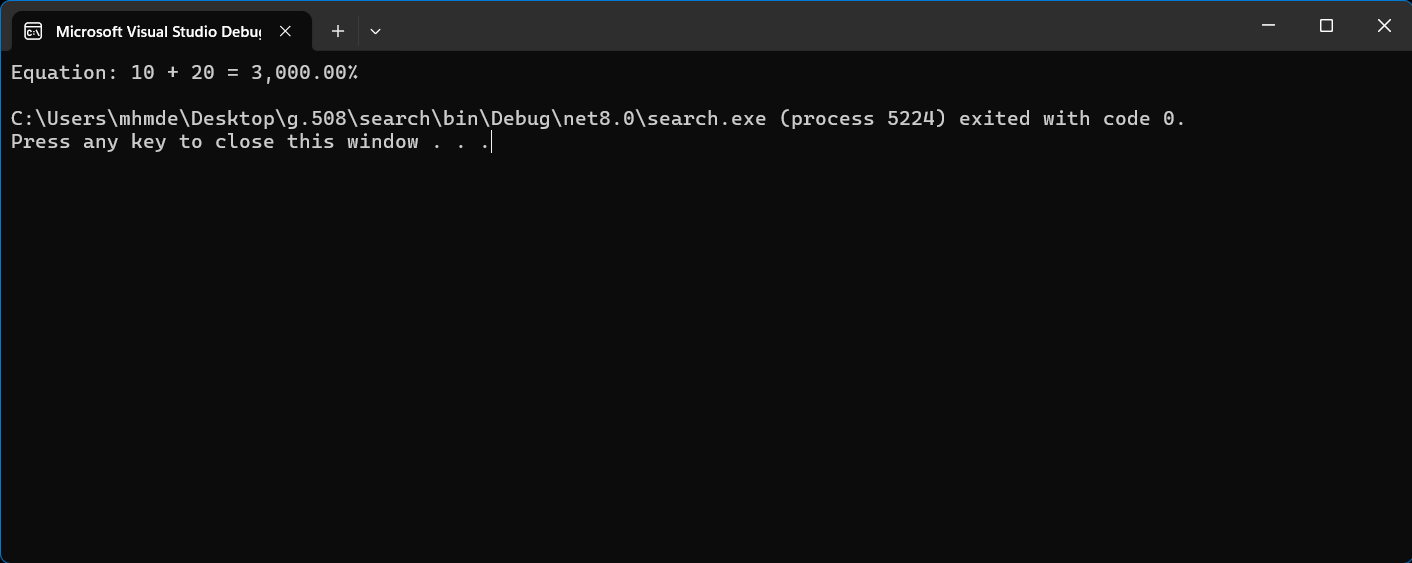 Microsoft Visual Studio Debu
Equation: 10 + 20 = 3,000.00%
C:\Users\mhmde\Desktop\g.508\search\bin\Debug\net8.0\search.exe (process 5224) exited with code 0.
Press any key to close this window . . .